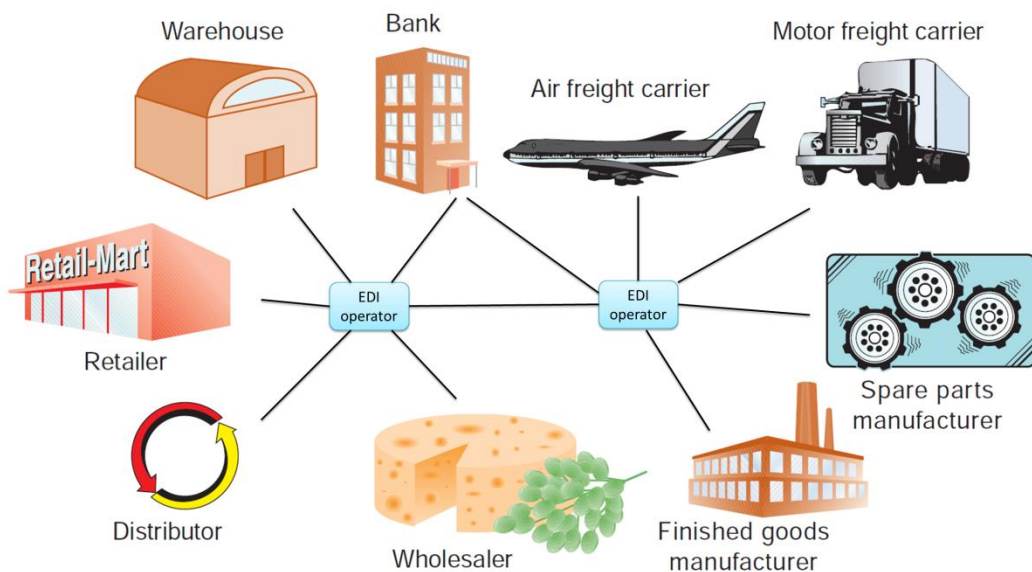 Warehouse
Bank
Air freight carrier
Motor freight carrier
Retail-Mart
Retailer
EDI
operator
EDI
operator
Spare parts
manufacturer
Distributor
Wholesaler
Finished goods
manufacturer